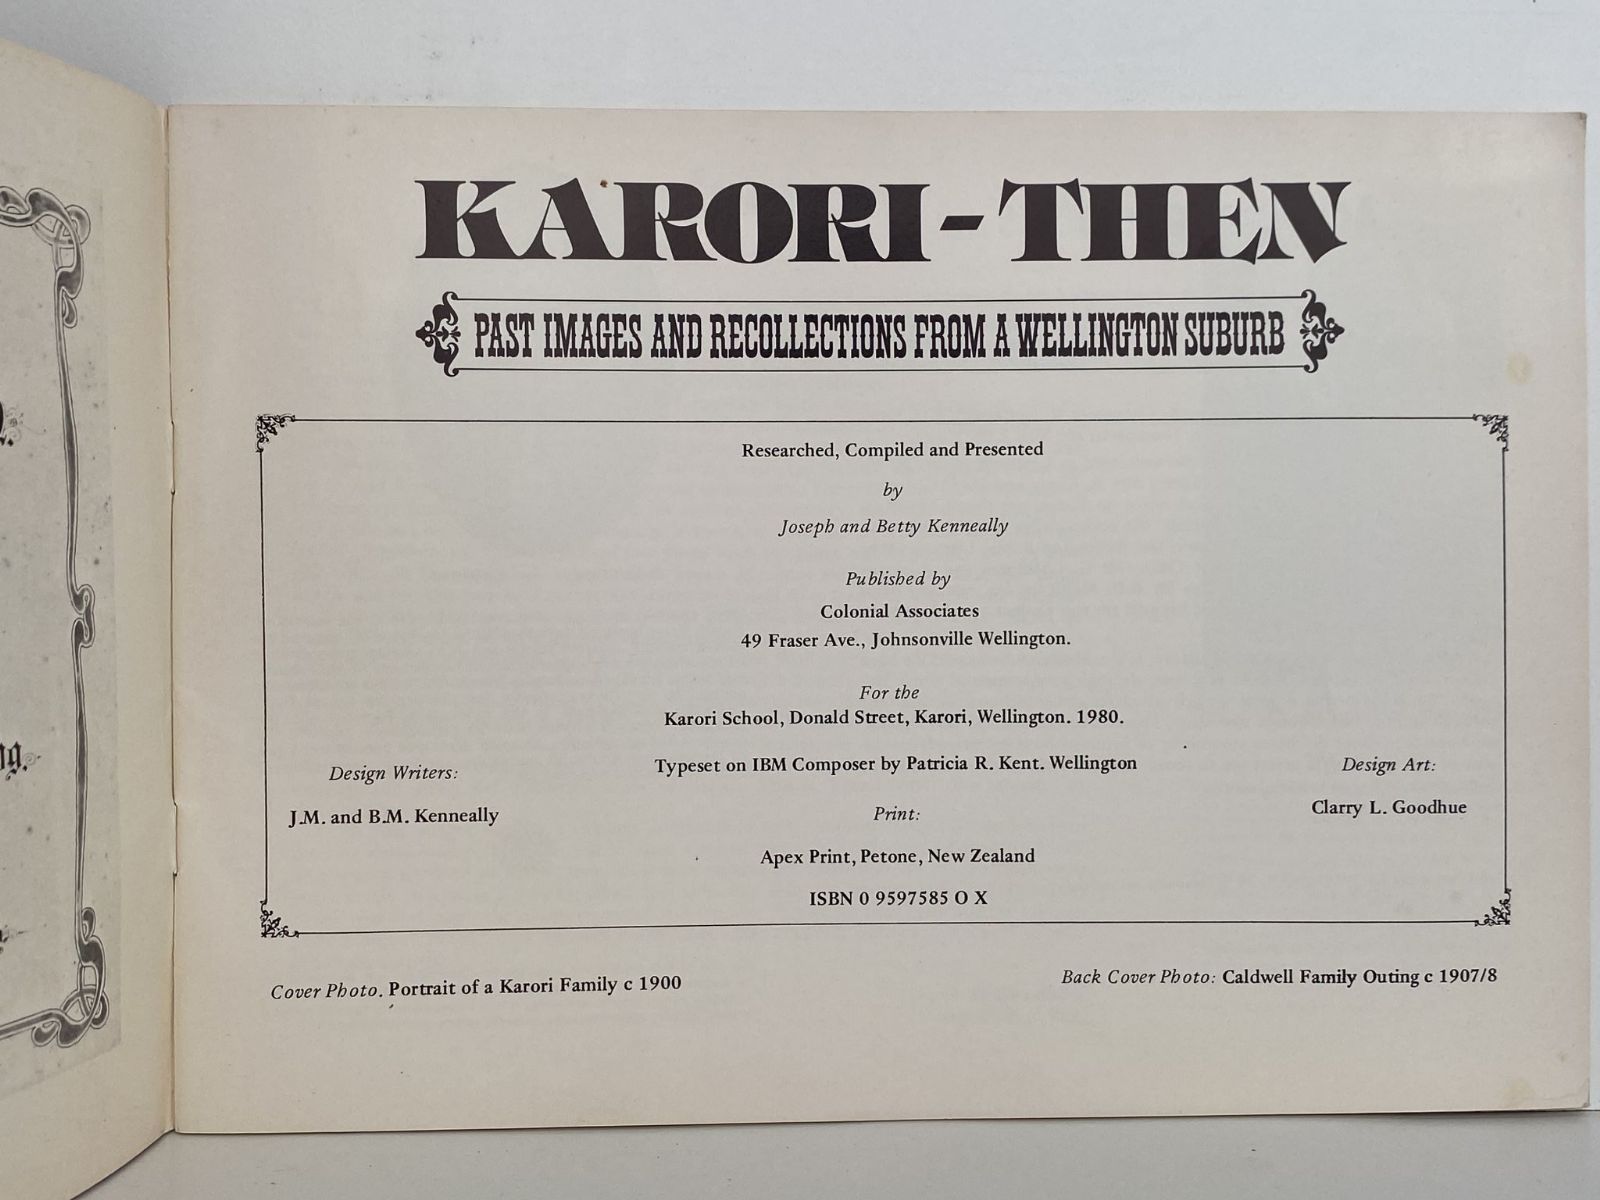 KARORI - THEN
PAST IMAGES AND RECOLLECTIONS FROM A WELLINGTON SUBURB
Researched, Compiled and Presented
by
Joseph and Betty Kenneally
Published by
Colonial Associates
49 Fraser Ave., Johnsonville Wellington.
For the
Karori School, Donald Street, Karori, Wellington. 1980.
Typeset on IBM Composer by Patricia R. Kent. Wellington
Design Writers:
J.M. and B.M. Kenneally
Design Art:
Clarry L. Goodhue
Print:
Apex Print, Petone, New Zealand
ISBN 0 9597585 O X
Cover Photo. Portrait of a Karori Family c 1900
Back Cover Photo: Caldwell Family Outing c 1907/8